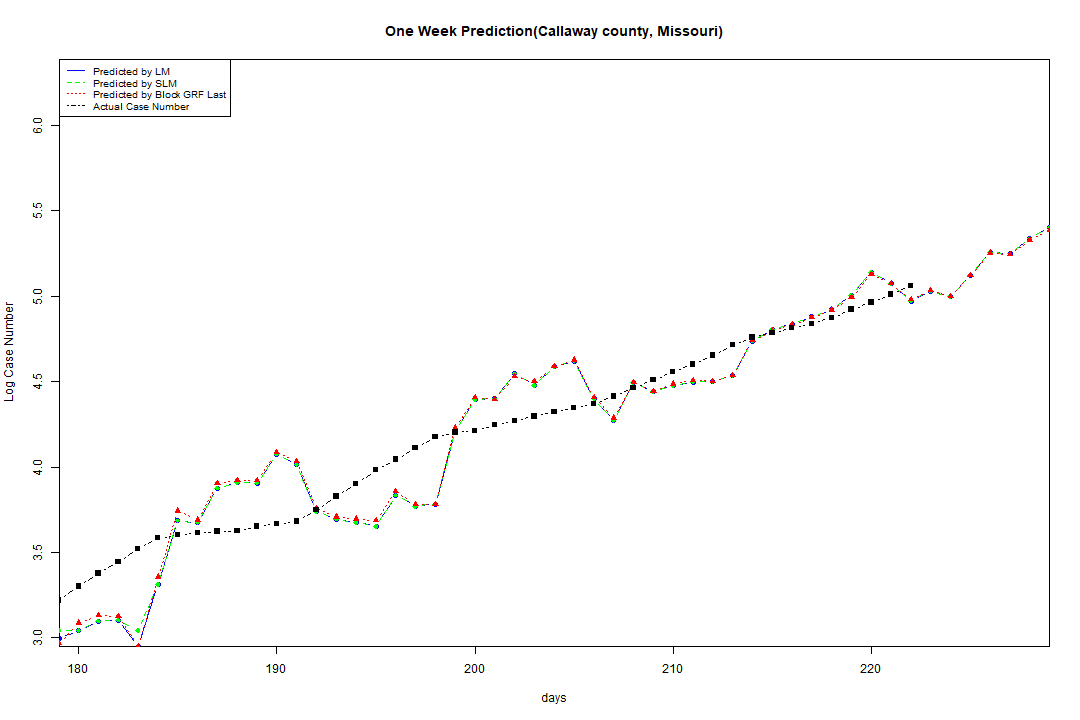 One Week Prediction(Callaway county, Missouri)
Predicted by LM
Predicted by SLM
Predicted by Block GRF Last
Actual Case Number
6.0
5.5
5.0
4.5
4.0
3.5
3.0
Log Case Number
180 190 200 210 220
days